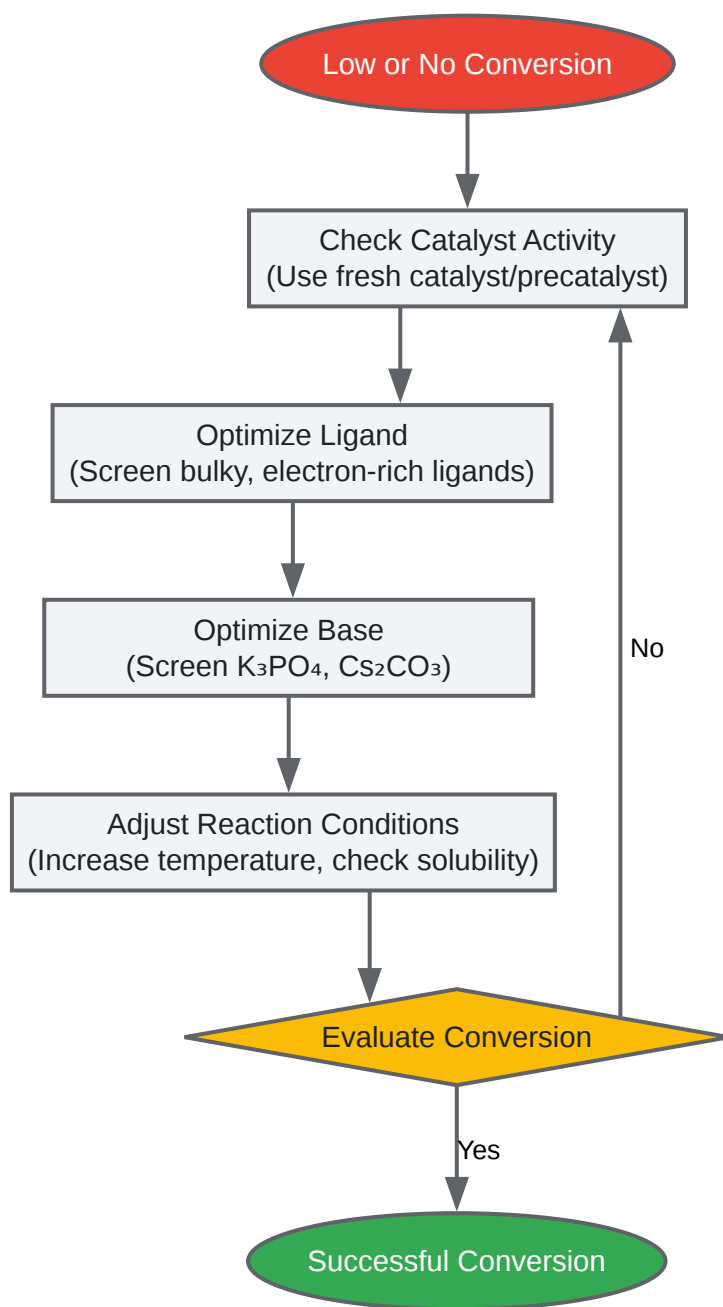 Low or No Conversion
Check Catalyst Activity
(Use fresh catalyst/precatalyst)
Optimize Ligand
(Screen bulky, electron-rich ligands)
Optimize Base
(Screen K₃PO₄, Cs₂CO₃)
No
Adjust Reaction Conditions
(Increase temperature, check solubility)
Evaluate Conversion
Yes
Successful Conversion